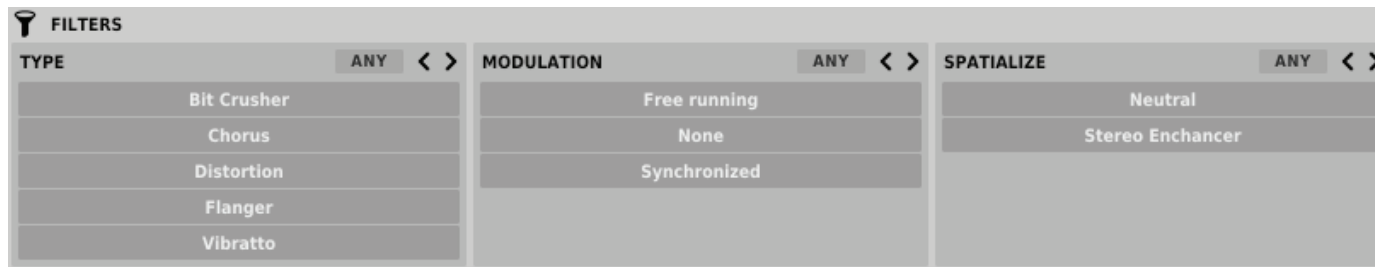 FILTERS
TYPE ANY
Bit Crusher
Chorus
Distortion
Flanger
Vibratto
MODULATION ANY
Free running
None
Synchronized
SPATIALIZE ANY
Neutral
Stereo Enchancer